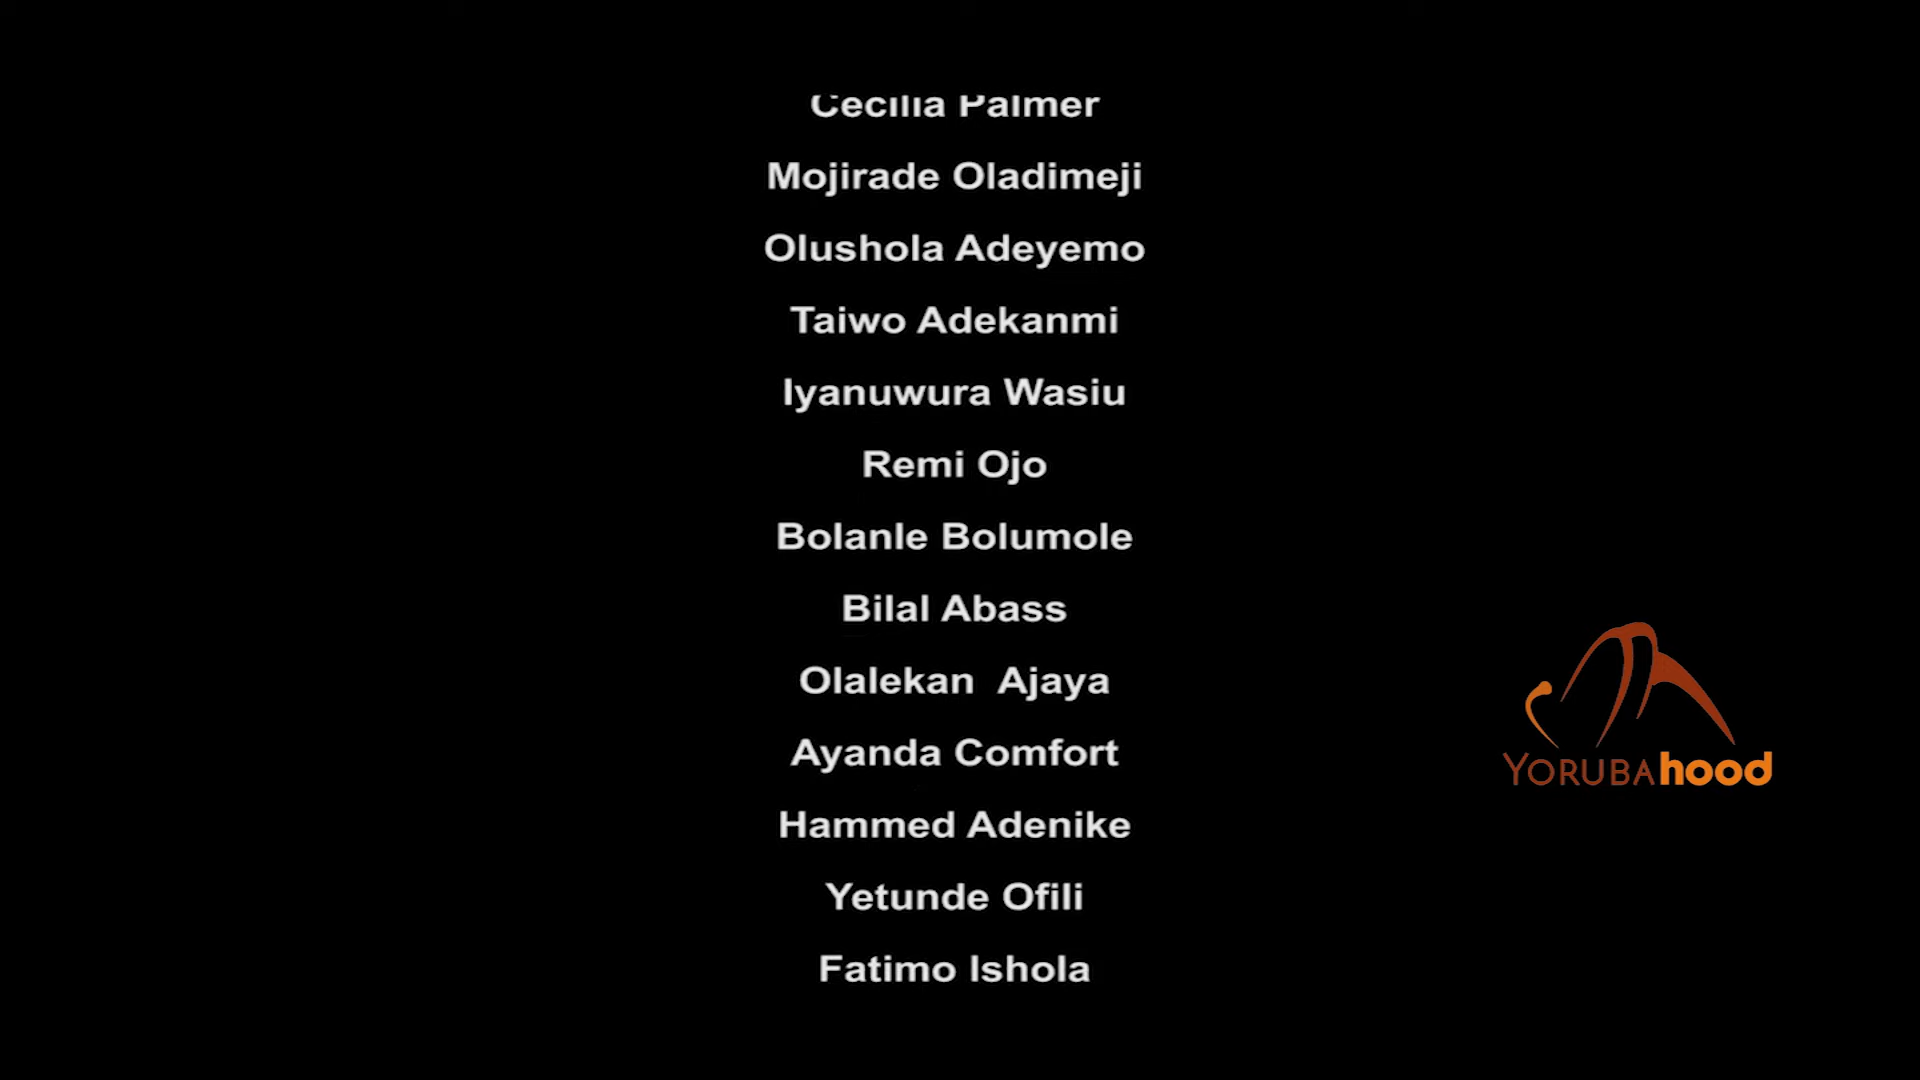 Cecilia Palmer
Mojirade Oladimeji
Olushola Adeyemo
Taiwo Adekanmi
Iyanuwura Wasiu
Remi Ojo
Bolanle Bolumole
Bilal Abass
Olalekan  Ajaya
Ayanda Comfort
Hammed Adenike
Yetunde Ofili
Fatimo Ishola
YORUBAhood